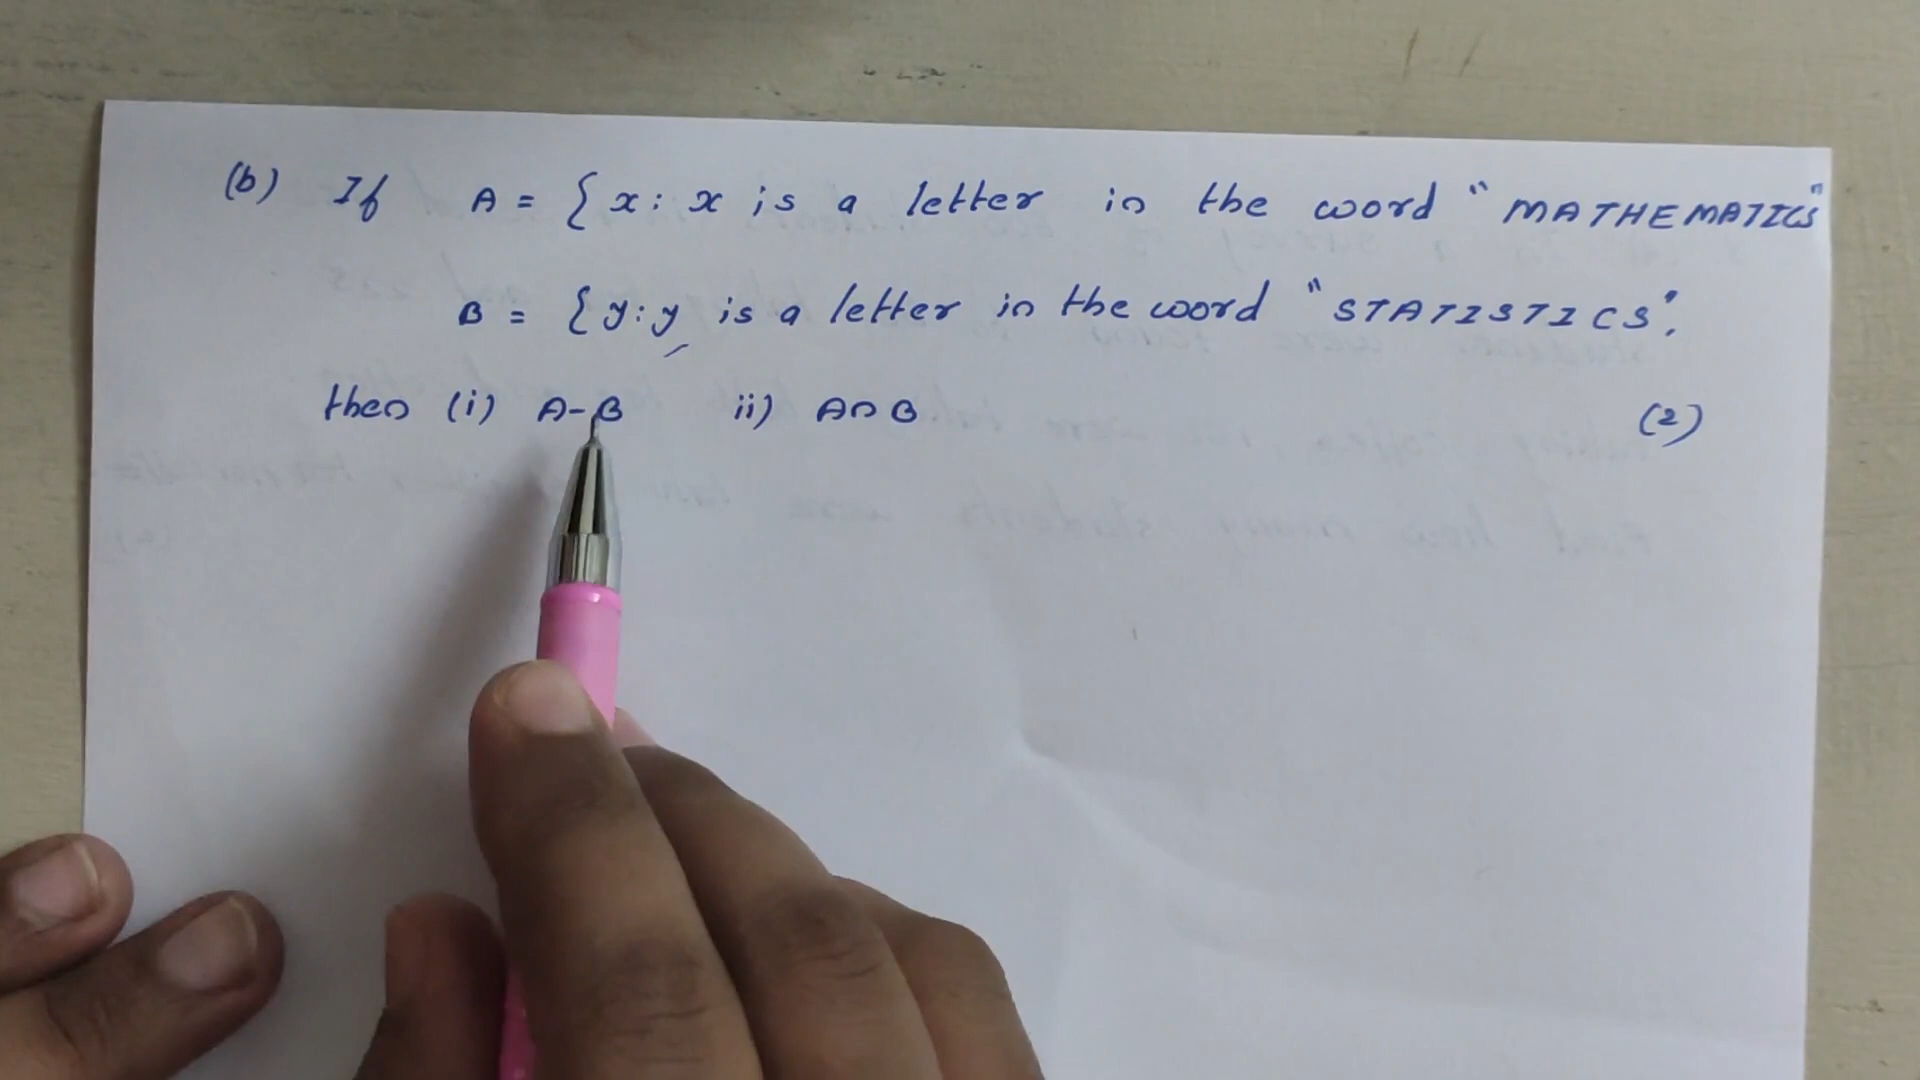 (b) If A = { x : x is a letter in the word "MATHEMATICS"
B = { y : y is a letter in the word "STATISTICS".
then (i) A-B ii) A∩B (2)